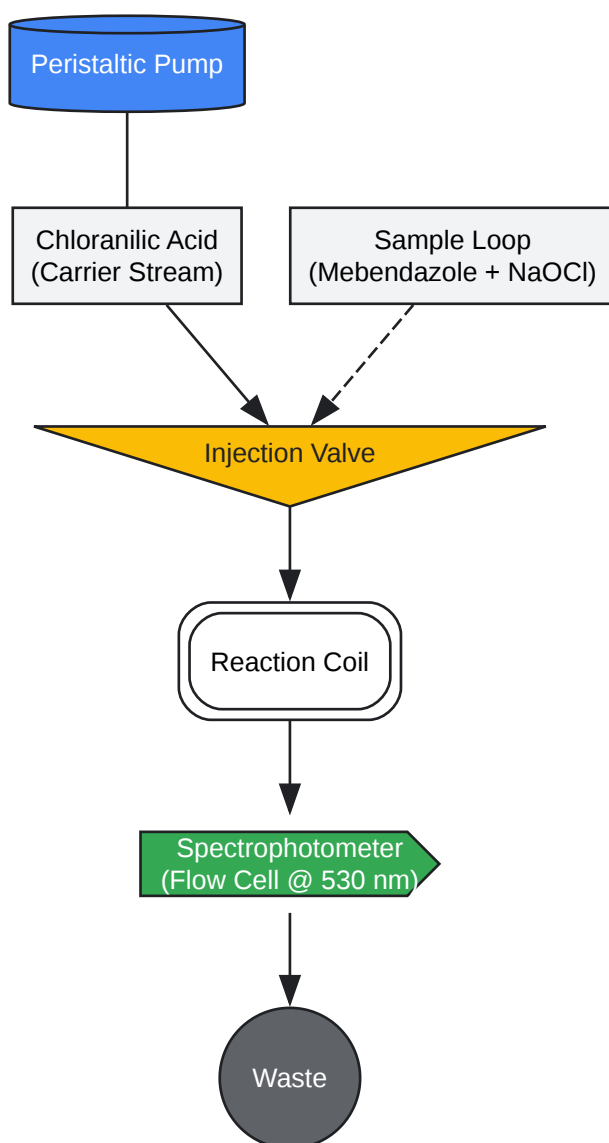 Peristaltic Pump
Chloranilic Acid
(Carrier Stream)
Sample Loop
(Mebendazole + NaOCl)
Injection Valve
Reaction Coil
Spectrophotometer
(Flow Cell @ 530 nm)
Waste